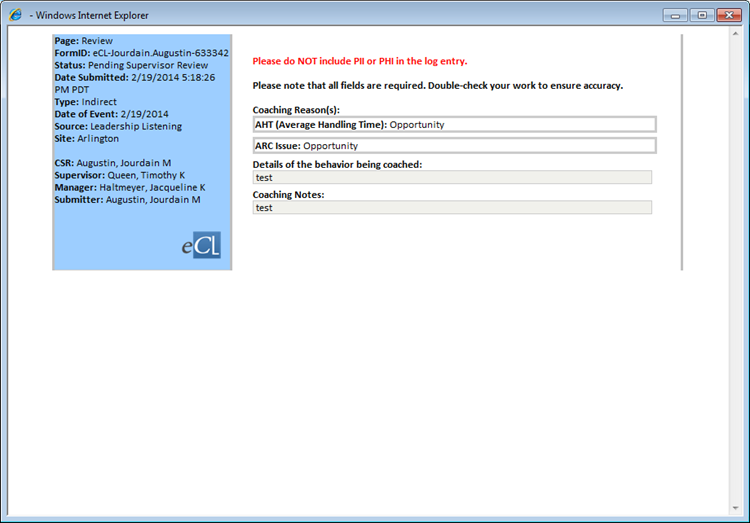 - Windows Internet Explorer
Page: Review
FormID: eCL-Jourdain.Augustin-633342
Status: Pending Supervisor Review
Date Submitted: 2/19/2014 5:18:26
PM PDT
Type: Indirect
Date of Event: 2/19/2014
Source: Leadership Listening
Site: Arlington
CSR: Augustin, Jourdain M
Supervisor: Queen, Timothy K
Manager: Haltmeyer, Jacqueline K
Submitter: Augustin, Jourdain M
eCL
Please do NOT include PII or PHI in the log entry.
Please note that all fields are required. Double-check your work to ensure accuracy.
Coaching Reason(s):
AHT (Average Handling Time): Opportunity
ARC Issue: Opportunity
Details of the behavior being coached:
test
Coaching Notes:
test